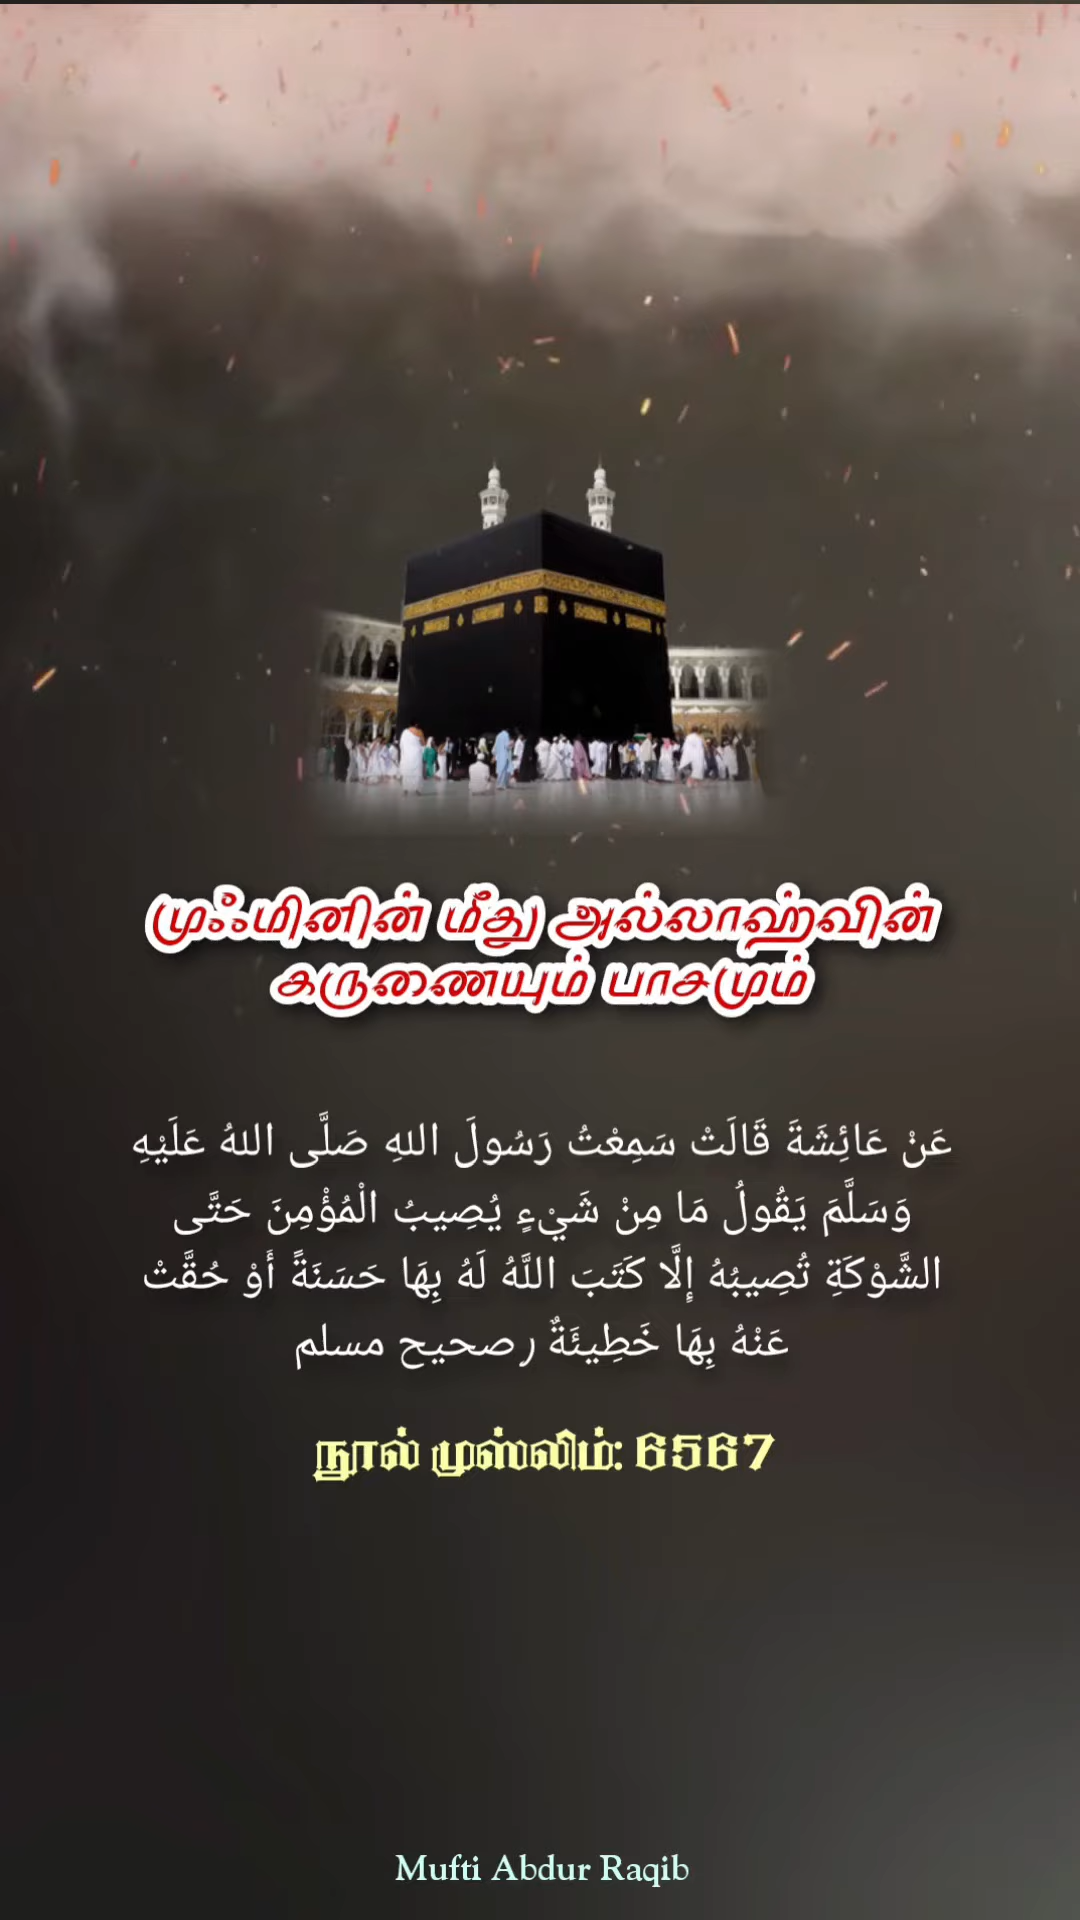 முஃமினின் மீது அல்லாஹ்வின்
கருணையும் பாசமும்
عَنْ عَائِشَةَ قَالَتْ سَمِعْتُ رَسُولَ اللهِ صَلَّى اللهُ عَلَيْهِ
وَسَلَّمَ يَقُولُ مَا مِنْ شَيْءٍ يُصِيبُ الْمُؤْمِنَ حَتَّى
الشَّوْكَةِ تُصِيبُهُ إِلَّا كَتَبَ اللَّهُ لَهُ بِهَا حَسَنَةً أَوْ حُقَّتْ
عَنْهُ بِهَا خَطِيئَةٌ رصحيح مسلم
நூல் முஸ்லிம்: 6567
Mufti Abdur Raqib